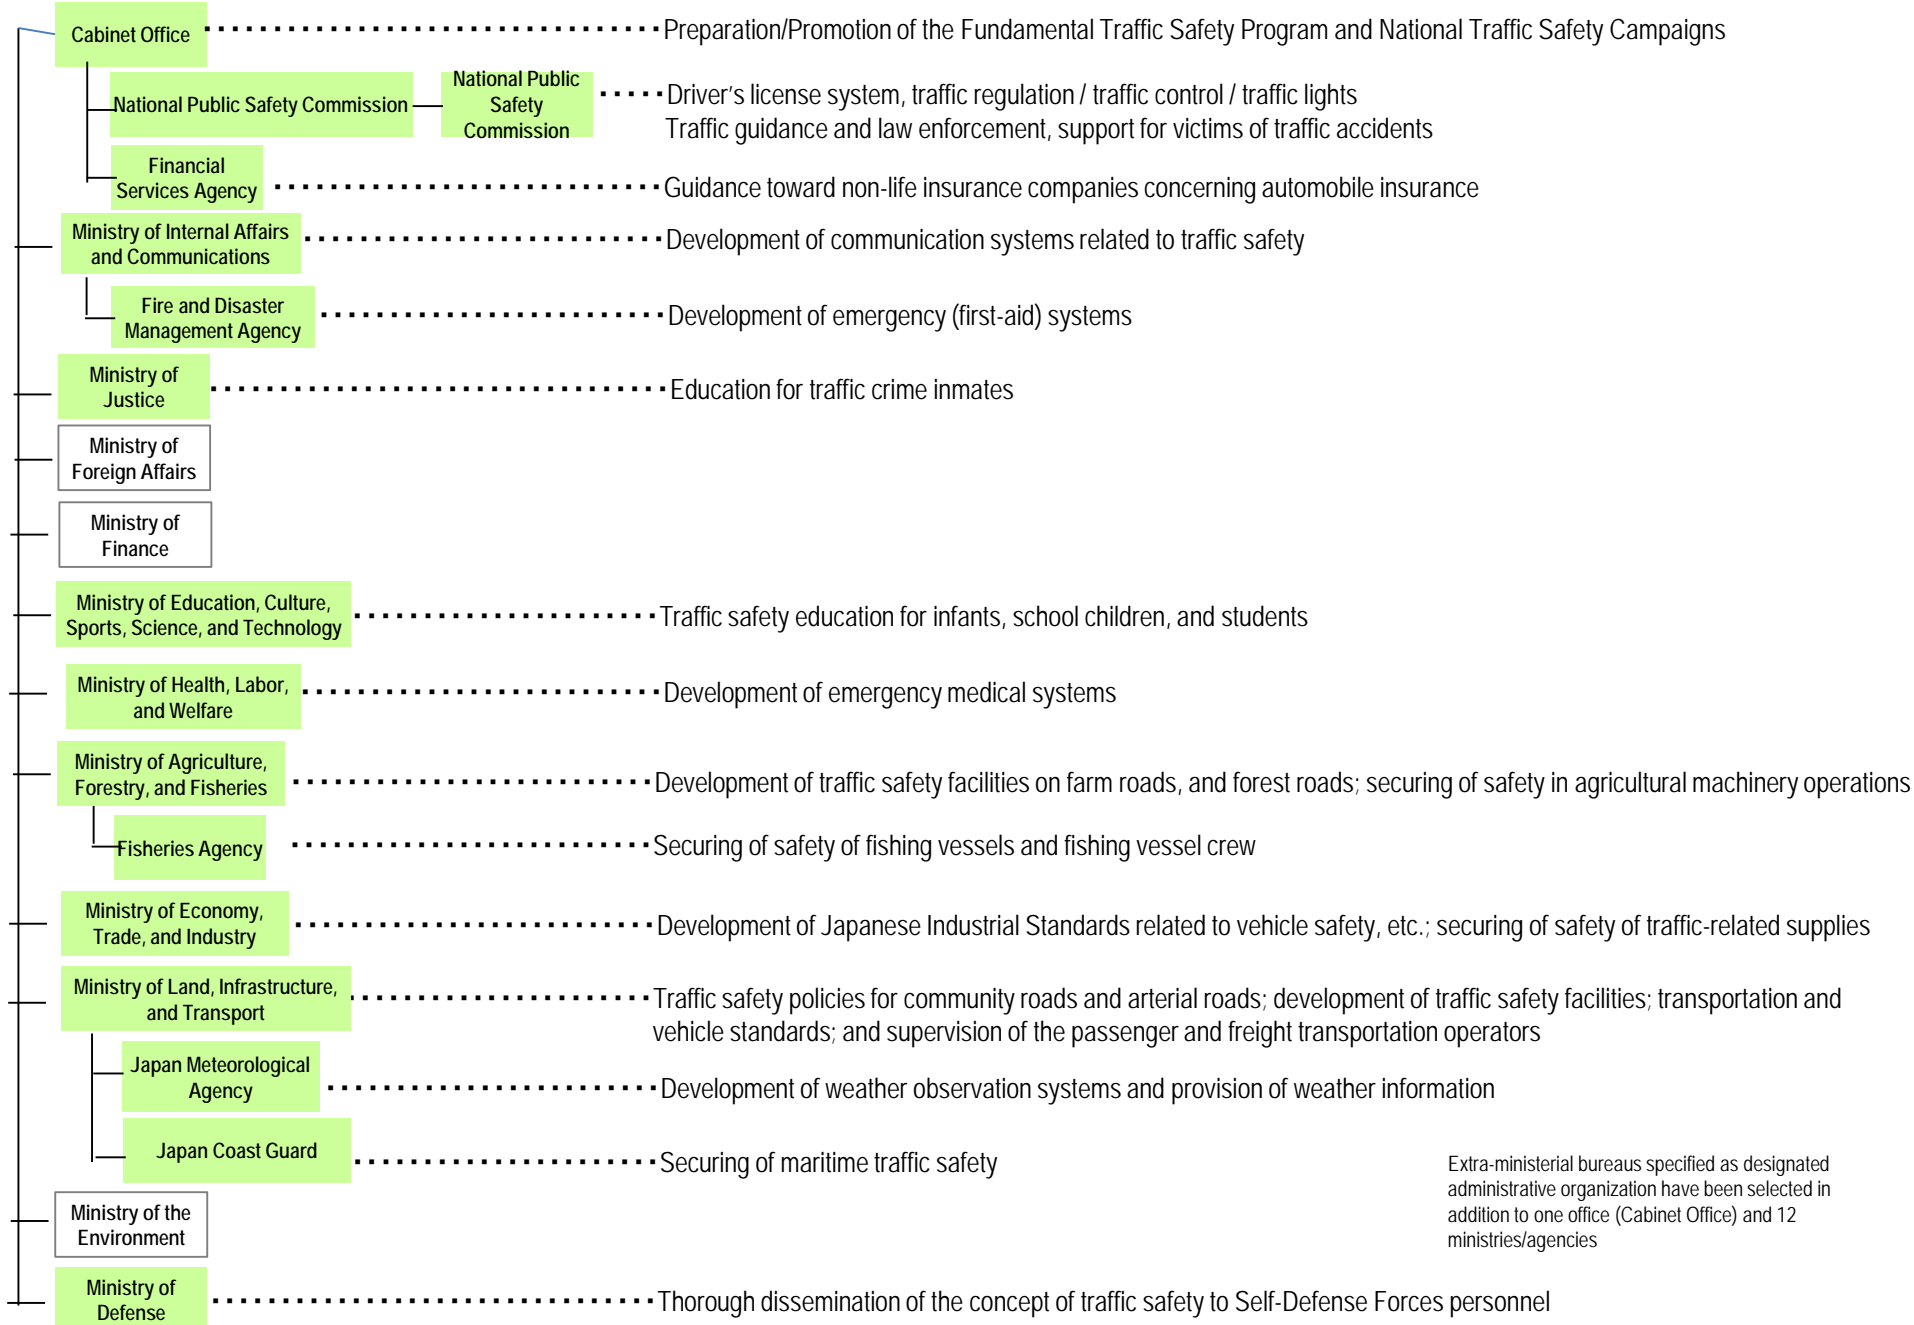 Cabinet Office
Preparation/Promotion of the Fundamental Traffic Safety Program and National Traffic Safety Campaigns
National Public Safety Commission
National Public
Safety
Commission
Driver's license system, traffic regulation / traffic control / traffic lights
Traffic guidance and law enforcement, support for victims of traffic accidents
Financial
Services Agency
Guidance toward non-life insurance companies concerning automobile insurance
Ministry of Internal Affairs
and Communications
Development of communication systems related to traffic safety
Fire and Disaster
Management Agency
Development of emergency (first-aid) systems
Ministry of
Justice
Education for traffic crime inmates
Ministry of
Foreign Affairs
Ministry of
Finance
Ministry of Education, Culture,
Sports, Science, and Technology
Traffic safety education for infants, school children, and students
Ministry of Health, Labor,
and Welfare
Development of emergency medical systems
Ministry of Agriculture,
Forestry, and Fisheries
Development of traffic safety facilities on farm roads, and forest roads; securing of safety in agricultural machinery operations
Fisheries Agency
Securing of safety of fishing vessels and fishing vessel crew
Ministry of Economy,
Trade, and Industry
Development of Japanese Industrial Standards related to vehicle safety, etc.; securing of safety of traffic-related supplies
Ministry of Land, Infrastructure,
and Transport
Traffic safety policies for community roads and arterial roads; development of traffic safety facilities; transportation and
vehicle standards; and supervision of the passenger and freight transportation operators
Japan Meteorological
Agency
Development of weather observation systems and provision of weather information
Japan Coast Guard
Securing of maritime traffic safety
Extra-ministerial bureaus specified as designated
administrative organization have been selected in
addition to one office (Cabinet Office) and 12
ministries/agencies
Ministry of the
Environment
Ministry of
Defense
Thorough dissemination of the concept of traffic safety to Self-Defense Forces personnel